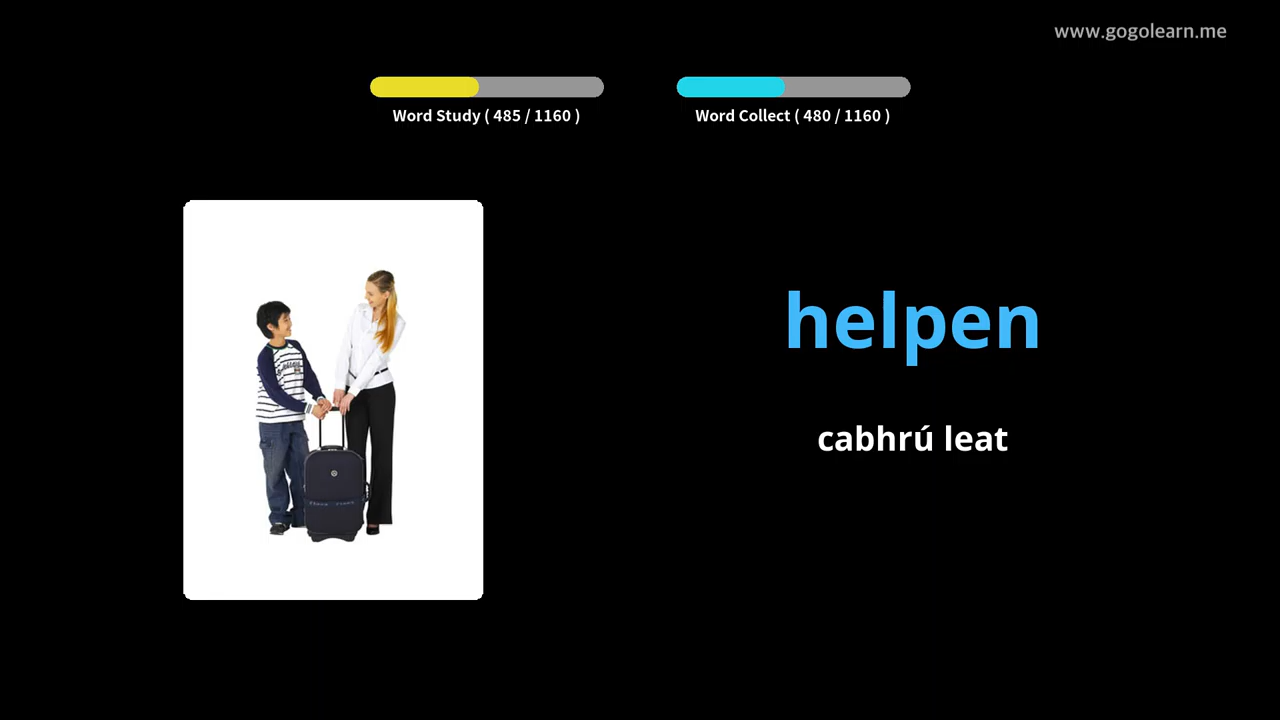 www.gogolearn.me
Word Study ( 485 / 1160 )
Word Collect ( 480 / 1160 )
helpen
cabhrú leat